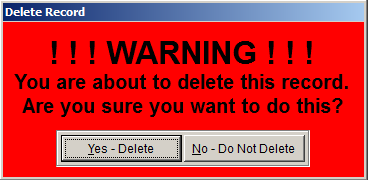 Delete Record
! ! ! WARNING ! ! !
You are about to delete this record.
Are you sure you want to do this?
Yes - Delete
No - Do Not Delete